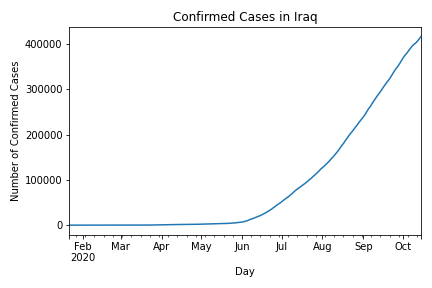 Confirmed Cases in Iraq
Number of Confirmed Cases
400000
300000
200000
100000
0
Feb Mar Apr May Jun Jul Aug Sep Oct
2020
Day